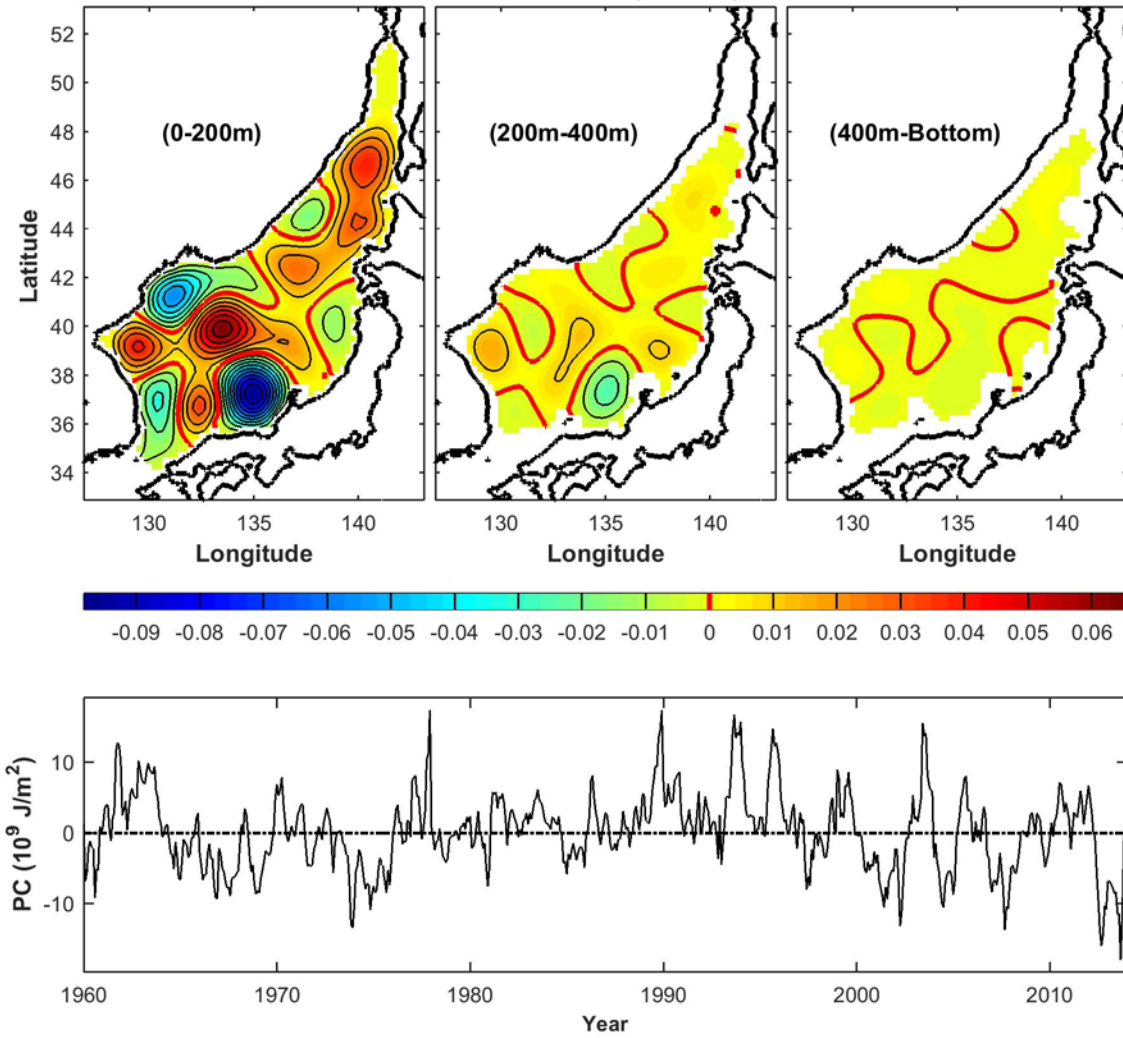 (0-200m) (200m-400m) (400m-Bottom)
Latitude
52
50
48
46
44
42
40
38
36
34
130 135 140 130 135 140 130 135 140
Longitude Longitude Longitude
-0.09 -0.08 -0.07 -0.06 -0.05 -0.04 -0.03 -0.02 -0.01 0 0.01 0.02 0.03 0.04 0.05 0.06
PC (10⁹ J/m²)
10
0
-10
1960 1970 1980 1990 2000 2010
Year